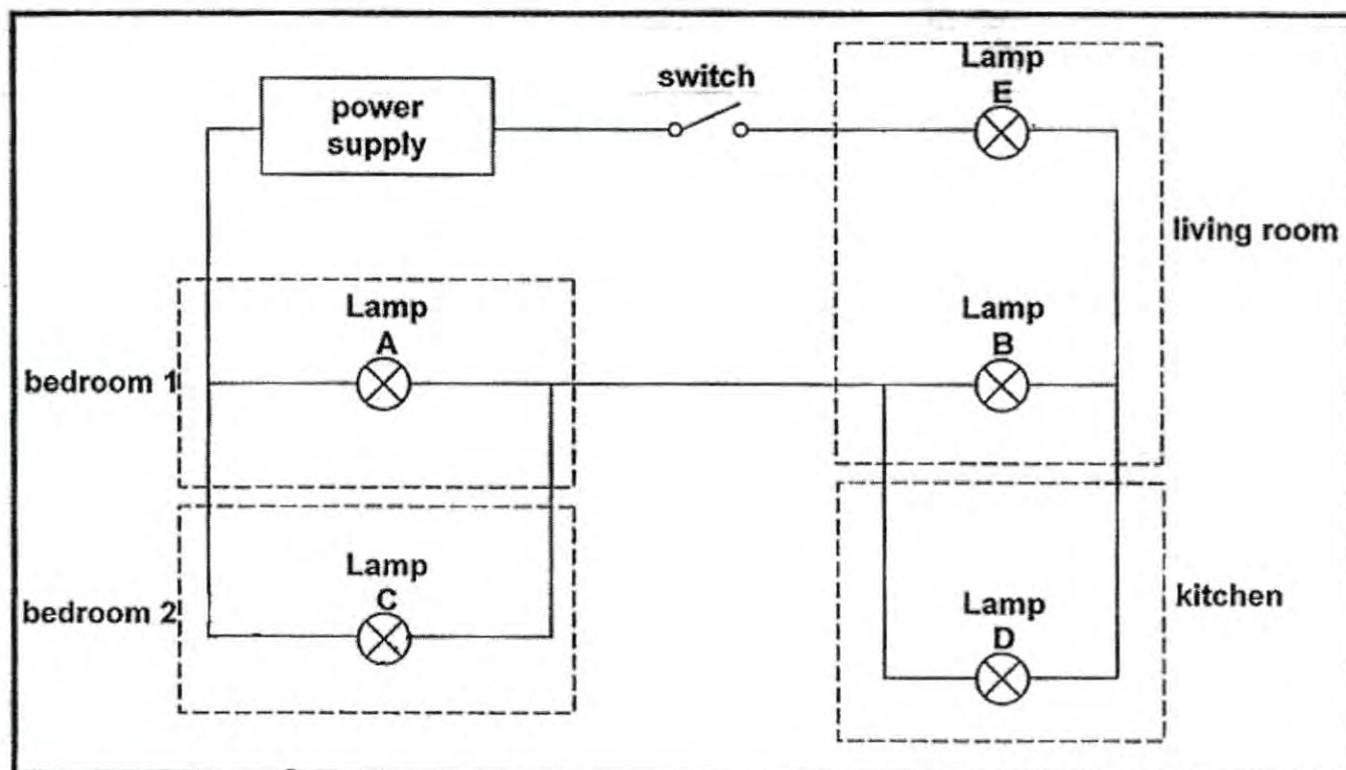 power
supply
switch
Lamp
E
living room
Lamp
A
Lamp
B
bedroom 1
Lamp
C
bedroom 2
Lamp
D
kitchen